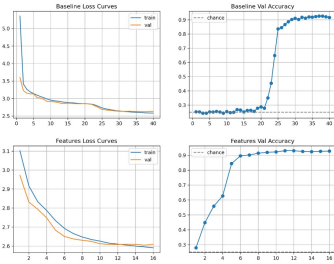 Baseline Loss Curves
train
val
5.0
4.5
4.0
3.5
3.0
2.5
0 5 10 15 20 25 30 35 40
Baseline Val Accuracy
chance
0.9
0.8
0.7
0.6
0.5
0.4
0.3
0 5 10 15 20 25 30 35 40
Features Loss Curves
train
val
3.1
3.0
2.9
2.8
2.7
2.6
2 4 6 8 10 12 14 16
Features Val Accuracy
chance
0.9
0.8
0.7
0.6
0.5
0.4
0.3
2 4 6 8 10 12 14 16